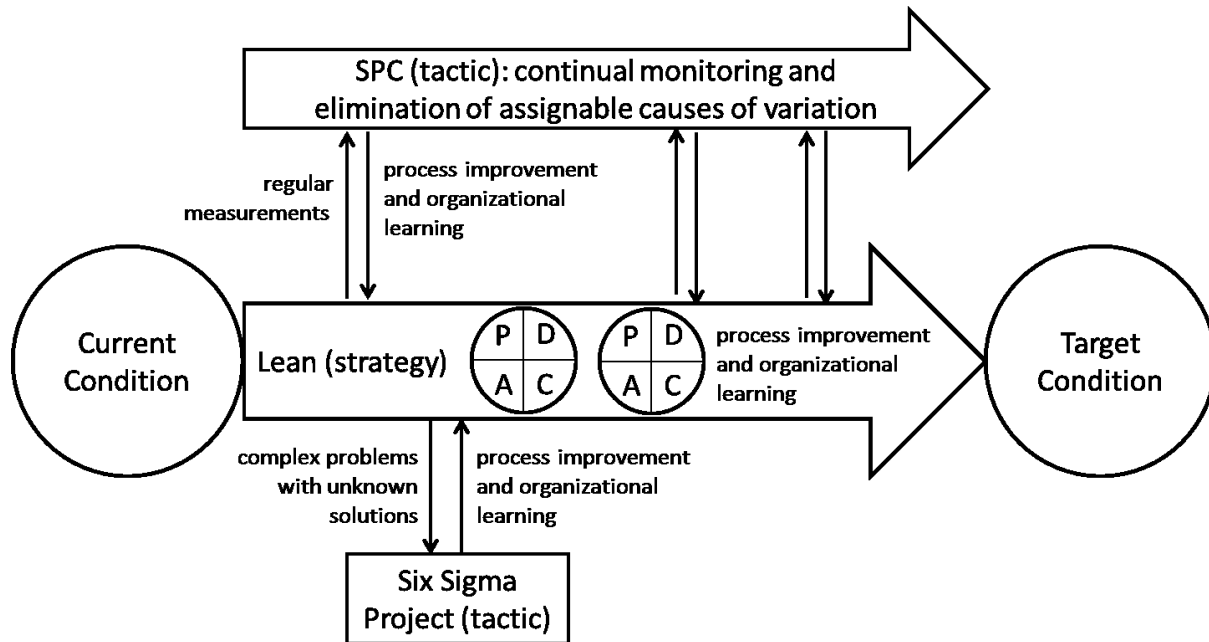 SPC (tactic): continual monitoring and
elimination of assignable causes of variation
regular
measurements
process improvement
and organizational
learning
Current
Condition
Lean (strategy)
P D
A C
P D
A C
process improvement
and organizational
learning
Target
Condition
complex problems
with unknown
solutions
process improvement
and organizational
learning
Six Sigma
Project (tactic)